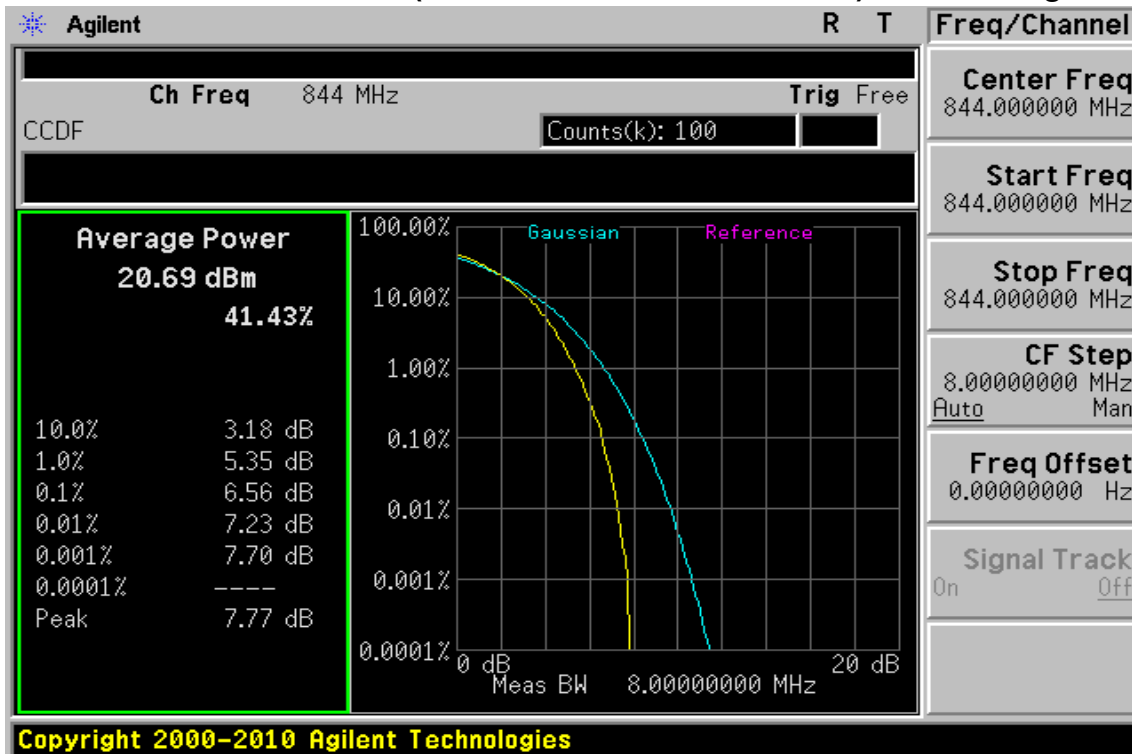 Agilent R T
Ch Freq 844 MHz Trig Free
CCDF Counts(k): 100
Average Power
20.69 dBm
41.43%
10.0% 3.18 dB
1.0% 5.35 dB
0.1% 6.56 dB
0.01% 7.23 dB
0.001% 7.70 dB
0.0001% ----
Peak 7.77 dB
Gaussian Reference
100.00%
10.00%
1.00%
0.10%
0.01%
0.001%
0.0001%
0 dB 20 dB
Meas BW 8.00000000 MHz
Freq/Channel
Center Freq
844.000000 MHz
Start Freq
844.000000 MHz
Stop Freq
844.000000 MHz
CF Step
8.00000000 MHz
Auto Man
Freq Offset
0.00000000 Hz
Signal Track
On Off
Copyright 2000-2010 Agilent Technologies